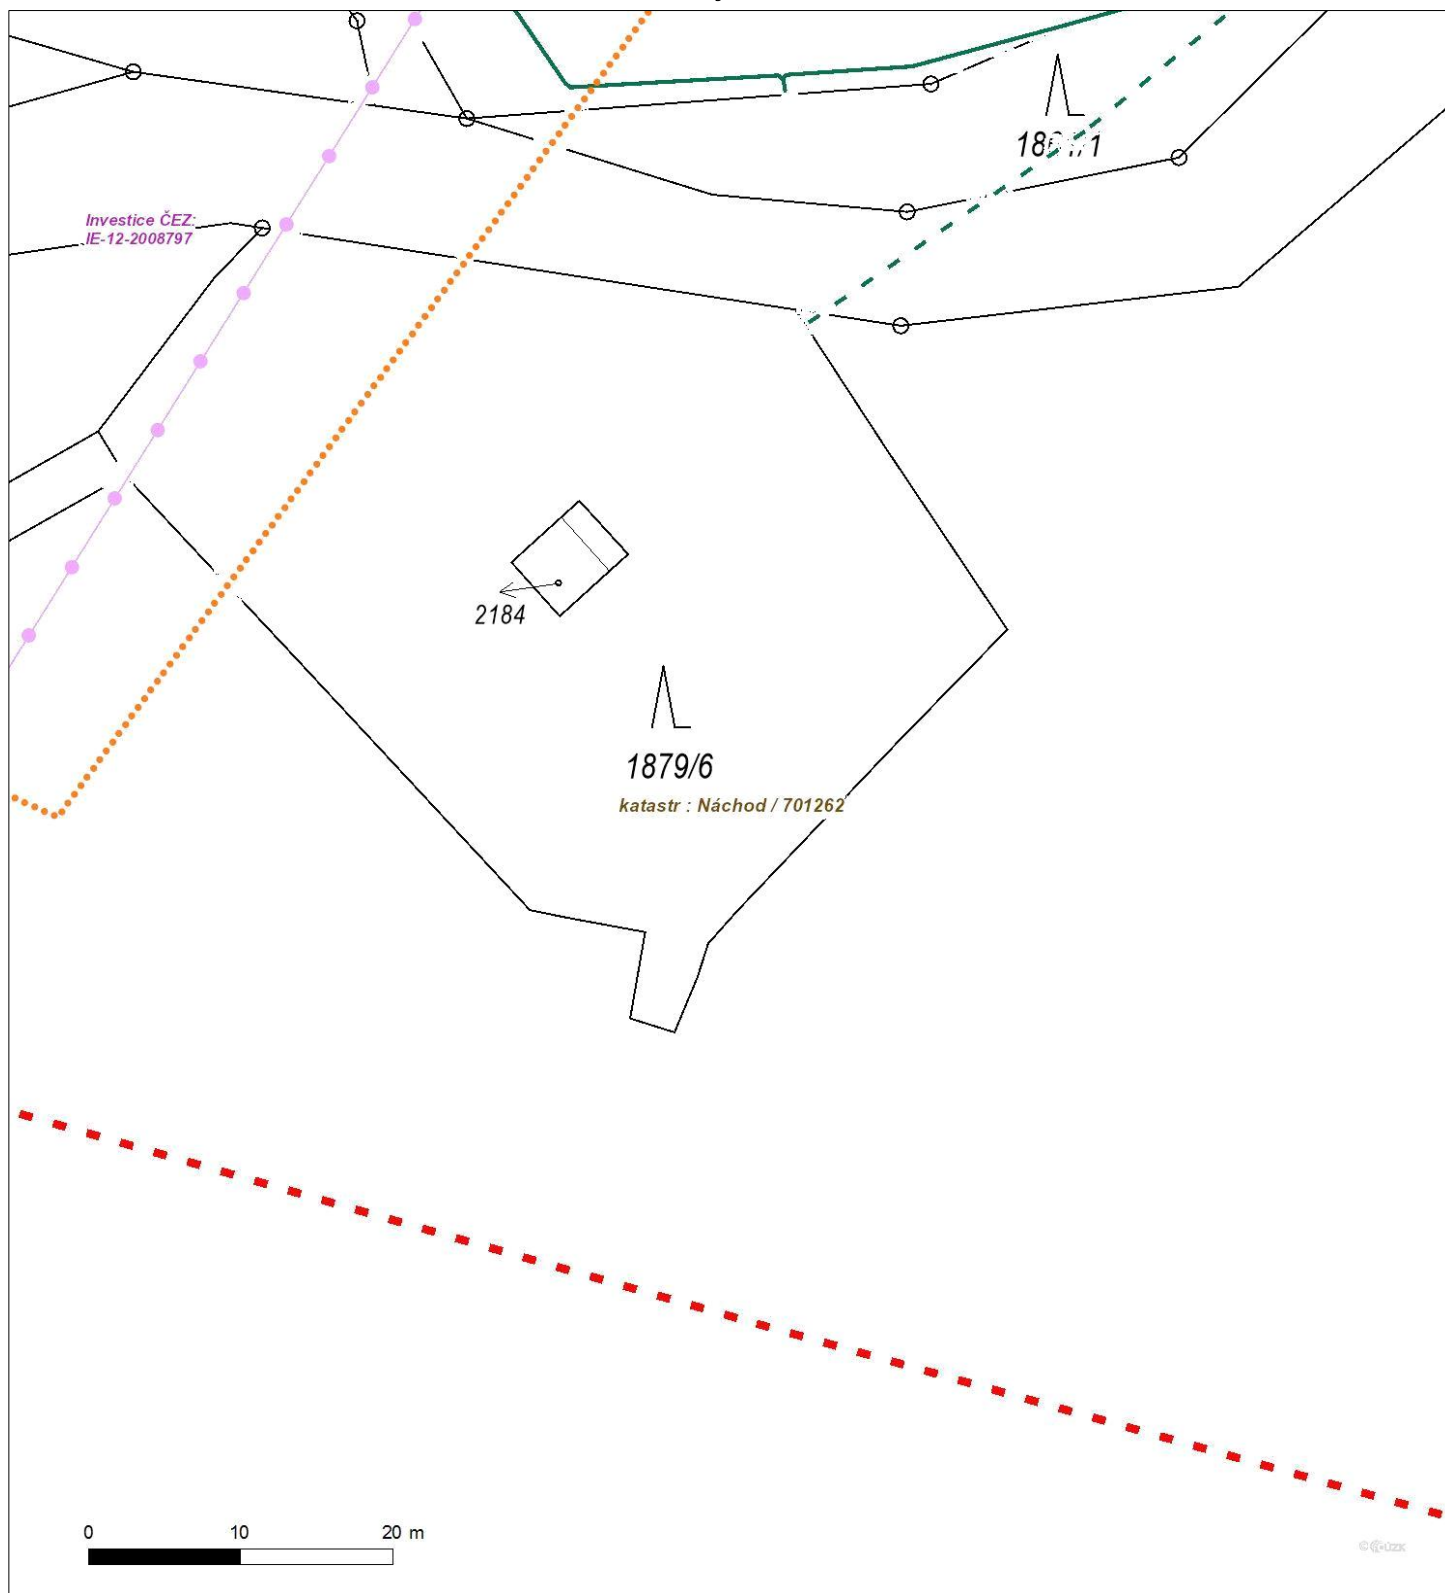 Investice ČEZ:
IE-12-2008797
2184
1879/6
katastr : Náchod / 701262
0 10 20 m